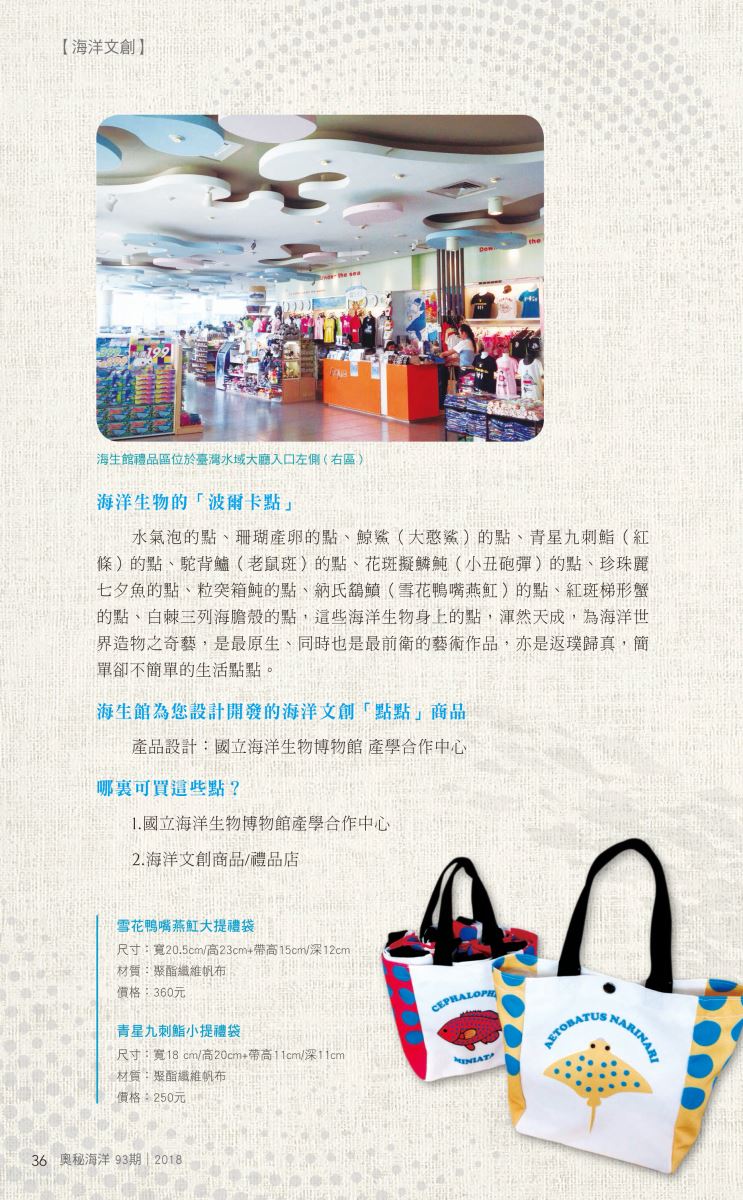 【海洋文創】
Under the sea
Dow
the
199
海生館禮品區位於臺灣水域大廳入口左側(右區)
海洋生物的「波爾卡點」
水氣泡的點、珊瑚產卵的點、鯨鯊(大憨鯊)的點、青星九刺鮨(紅
條)的點、駝背鱸(老鼠斑)的點、花斑擬鱗魨(小丑砲彈)的點、珍珠麗
七夕魚的點、粒突箱魨的點、納氏鷂鱝(雪花鴨嘴燕魟)的點、紅斑梯形蟹
的點、白棘三列海膽殼的點,這些海洋生物身上的點,渾然天成,為海洋世
界造物之奇藝,是最原生、同時也是最前衛的藝術作品,亦是返璞歸真,簡
單卻不簡單的生活點點。
海生館為您設計開發的海洋文創「點點」商品
產品設計:國立海洋生物博物館 產學合作中心
哪裏可買這些點?
1.國立海洋生物博物館產學合作中心
2.海洋文創商品/禮品店
雪花鴨嘴燕魟大提禮袋
尺寸:寬20.5cm/高23cm+帶高15cm/深12cm
材質:聚酯纖維帆布
價格:360元
青星九刺鮨小提禮袋
尺寸:寬18 cm/高20cm+帶高11cm/深11cm
材質:聚酯纖維帆布
價格:250元
CEPHALOPH
MINIATA
AETOBATUS NARINARI
36 奧秘海洋 93期│2018